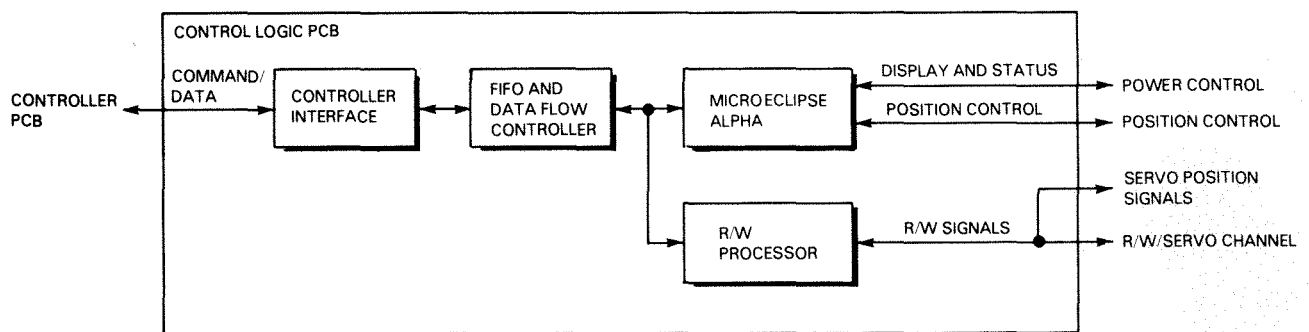 CONTROL LOGIC PCB
COMMAND/
DATA
CONTROLLER
PCB
CONTROLLER
INTERFACE
FIFO AND
DATA FLOW
CONTROLLER
MICROECLIPSE
ALPHA
DISPLAY AND STATUS
POWER CONTROL
POSITION CONTROL
POSITION CONTROL
SERVO POSITION
SIGNALS
R/W
PROCESSOR
R/W SIGNALS
R/W/SERVO CHANNEL